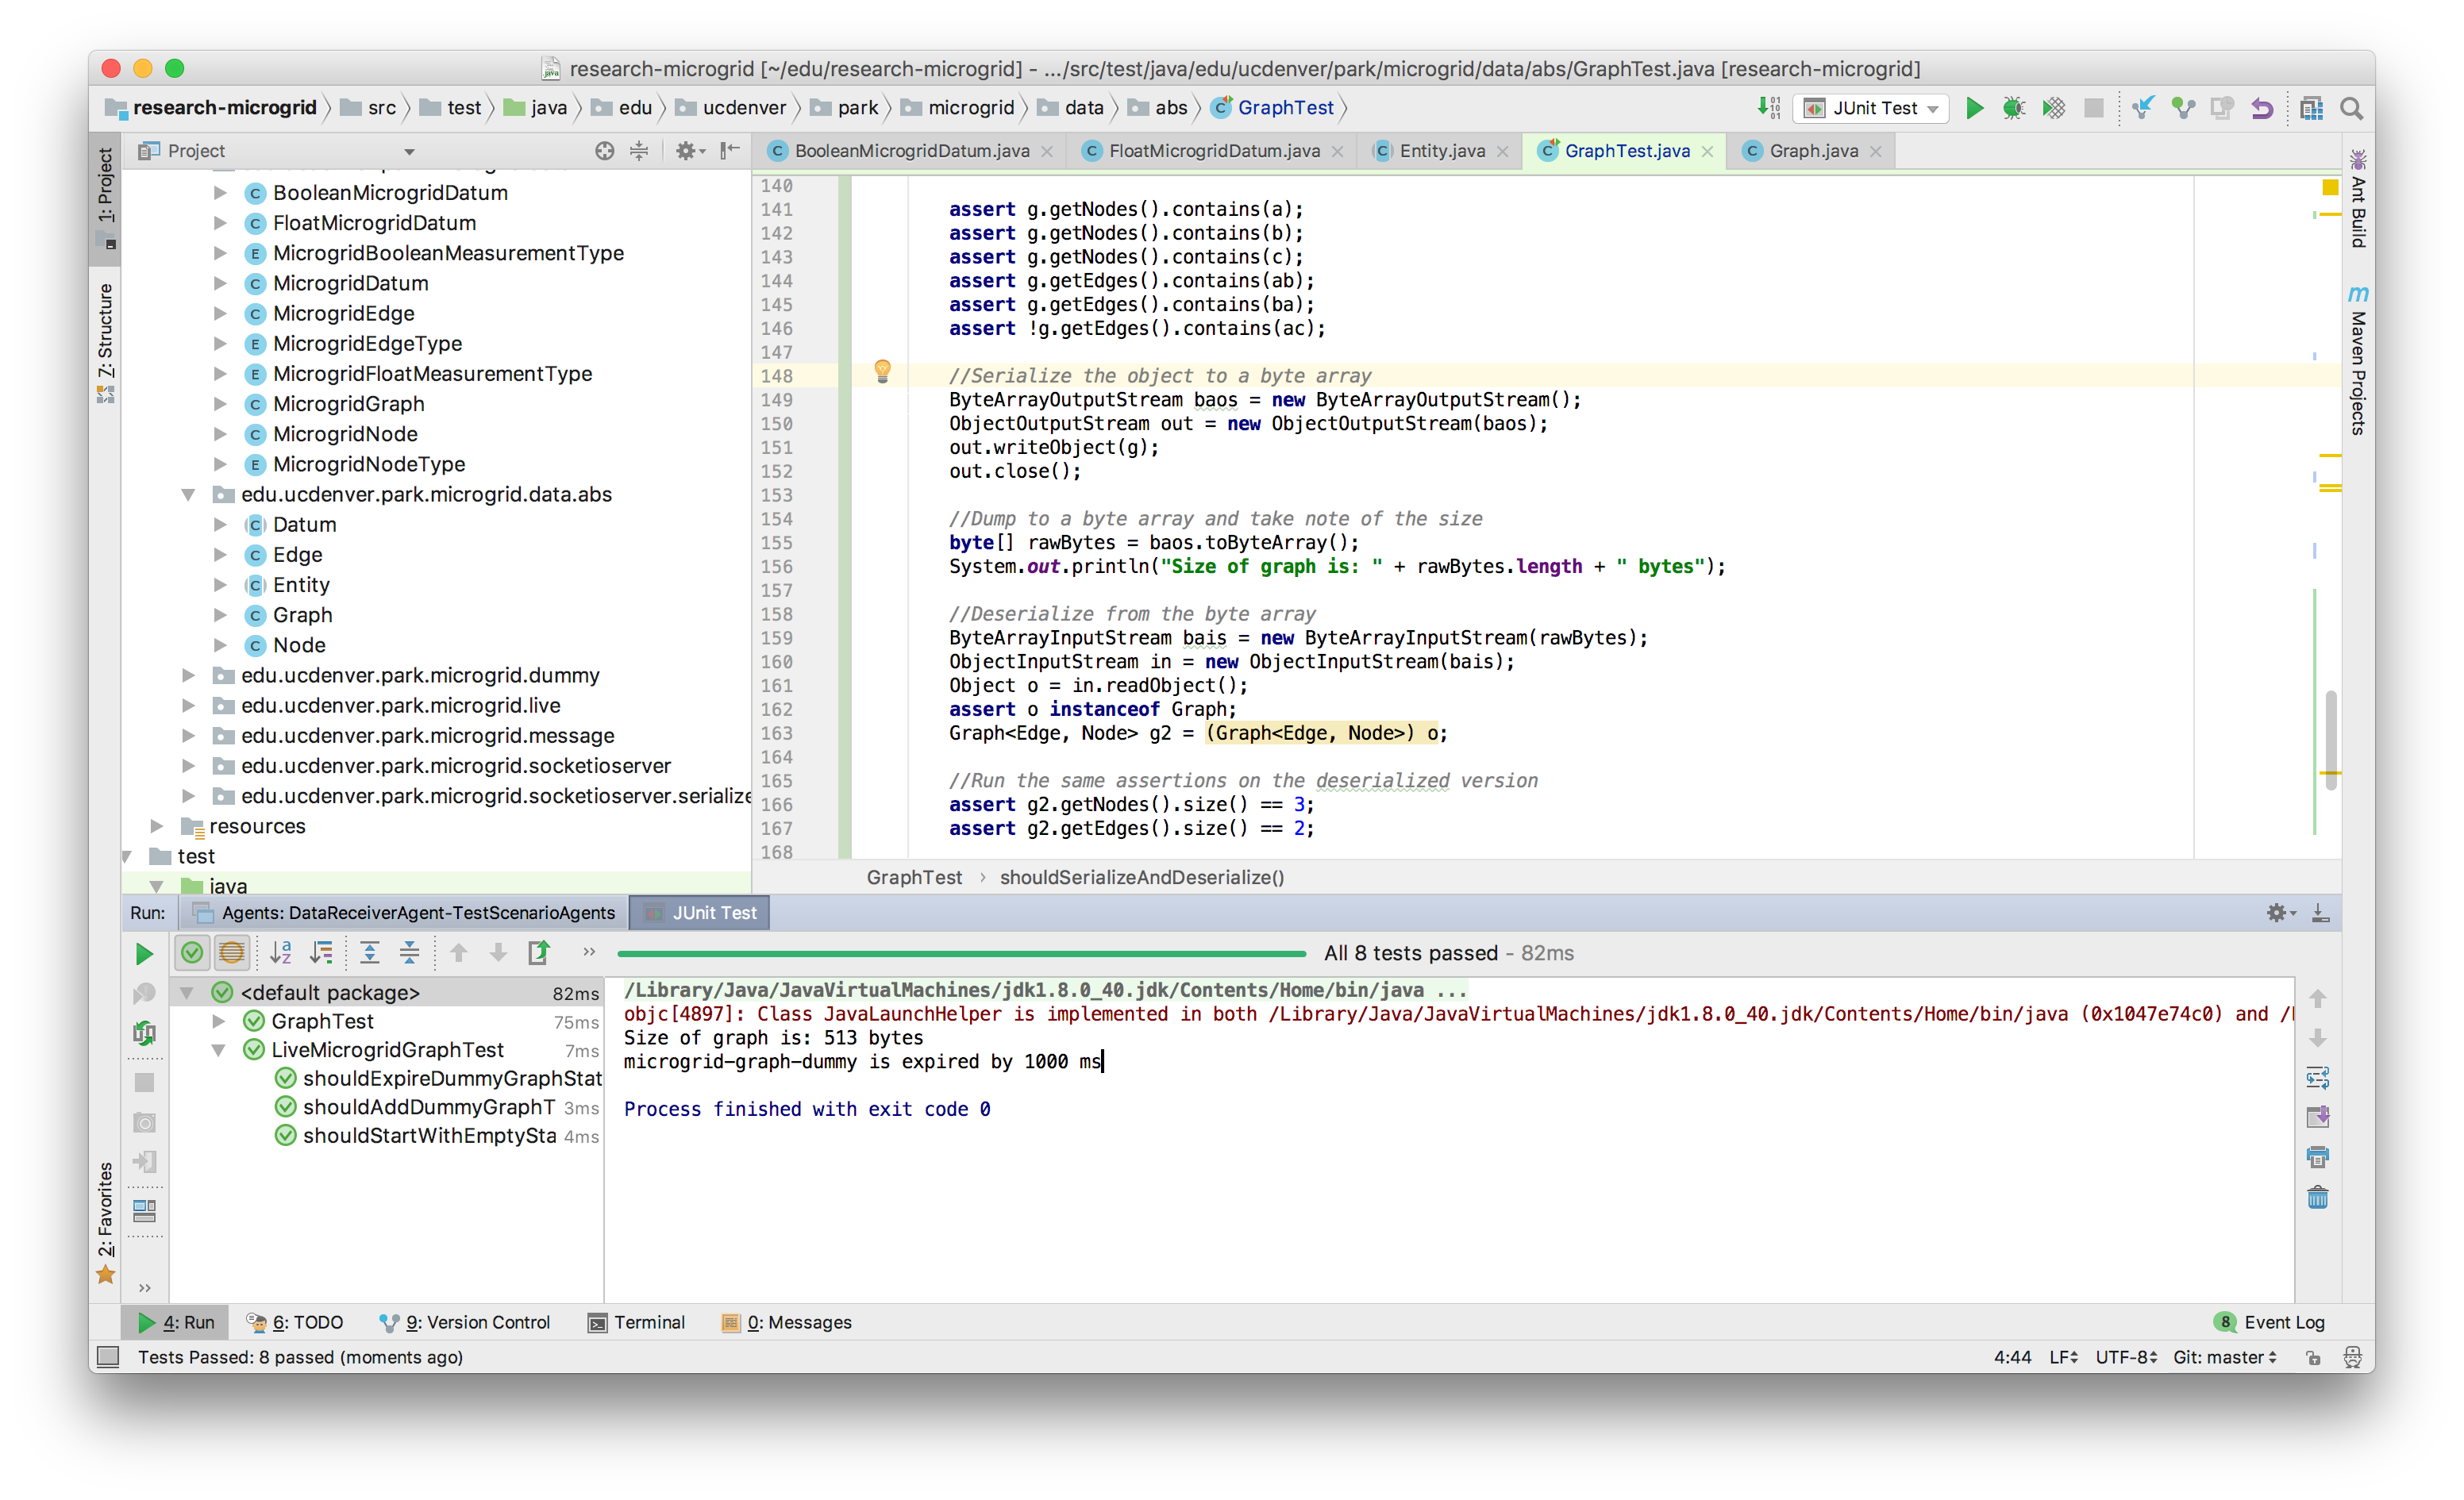 research-microgrid [~/edu/research-microgrid] - .../src/test/java/edu/ucdenver/park/microgrid/data/abs/GraphTest.java [research-microgrid]
research-microgrid src test java edu ucdenver park microgrid data abs GraphTest
JUnit Test
1: Project
7: Structure
2: Favorites
Project
BooleanMicrogridDatum
FloatMicrogridDatum
MicrogridBooleanMeasurementType
MicrogridDatum
MicrogridEdge
MicrogridEdgeType
MicrogridFloatMeasurementType
MicrogridGraph
MicrogridNode
MicrogridNodeType
edu.ucdenver.park.microgrid.data.abs
Datum
Edge
Entity
Graph
Node
edu.ucdenver.park.microgrid.dummy
edu.ucdenver.park.microgrid.live
edu.ucdenver.park.microgrid.message
edu.ucdenver.park.microgrid.socketioserver
edu.ucdenver.park.microgrid.socketioserver.serialize
resources
test
java
BooleanMicrogridDatum.java FloatMicrogridDatum.java Entity.java GraphTest.java Graph.java
140
141 assert g.getNodes().contains(a);
142 assert g.getNodes().contains(b);
143 assert g.getNodes().contains(c);
144 assert g.getEdges().contains(ab);
145 assert g.getEdges().contains(ba);
146 assert !g.getEdges().contains(ac);
147
148 //Serialize the object to a byte array
149 ByteArrayOutputStream baos = new ByteArrayOutputStream();
150 ObjectOutputStream out = new ObjectOutputStream(baos);
151 out.writeObject(g);
152 out.close();
153
154 //Dump to a byte array and take note of the size
155 byte[] rawBytes = baos.toByteArray();
156 System.out.println("Size of graph is: " + rawBytes.length + " bytes");
157
158 //Deserialize from the byte array
159 ByteArrayInputStream bais = new ByteArrayInputStream(rawBytes);
160 ObjectInputStream in = new ObjectInputStream(bais);
161 Object o = in.readObject();
162 assert o instanceof Graph;
163 Graph<Edge, Node> g2 = (Graph<Edge, Node>) o;
164
165 //Run the same assertions on the deserialized version
166 assert g2.getNodes().size() == 3;
167 assert g2.getEdges().size() == 2;
168
GraphTest › shouldSerializeAndDeserialize()
Ant Build
m Maven Projects
Run: Agents: DataReceiverAgent-TestScenarioAgents JUnit Test
All 8 tests passed - 82ms
<default package> 82ms
GraphTest 75ms
LiveMicrogridGraphTest 7ms
shouldExpireDummyGraphStat
shouldAddDummyGraphT 3ms
shouldStartWithEmptySta 4ms
/Library/Java/JavaVirtualMachines/jdk1.8.0_40.jdk/Contents/Home/bin/java ...
objc[4897]: Class JavaLaunchHelper is implemented in both /Library/Java/JavaVirtualMachines/jdk1.8.0_40.jdk/Contents/Home/bin/java (0x1047e74c0) and /
Size of graph is: 513 bytes
microgrid-graph-dummy is expired by 1000 ms
Process finished with exit code 0
4: Run 6: TODO 9: Version Control Terminal 0: Messages 8 Event Log
Tests Passed: 8 passed (moments ago) 4:44 LF UTF-8 Git: master